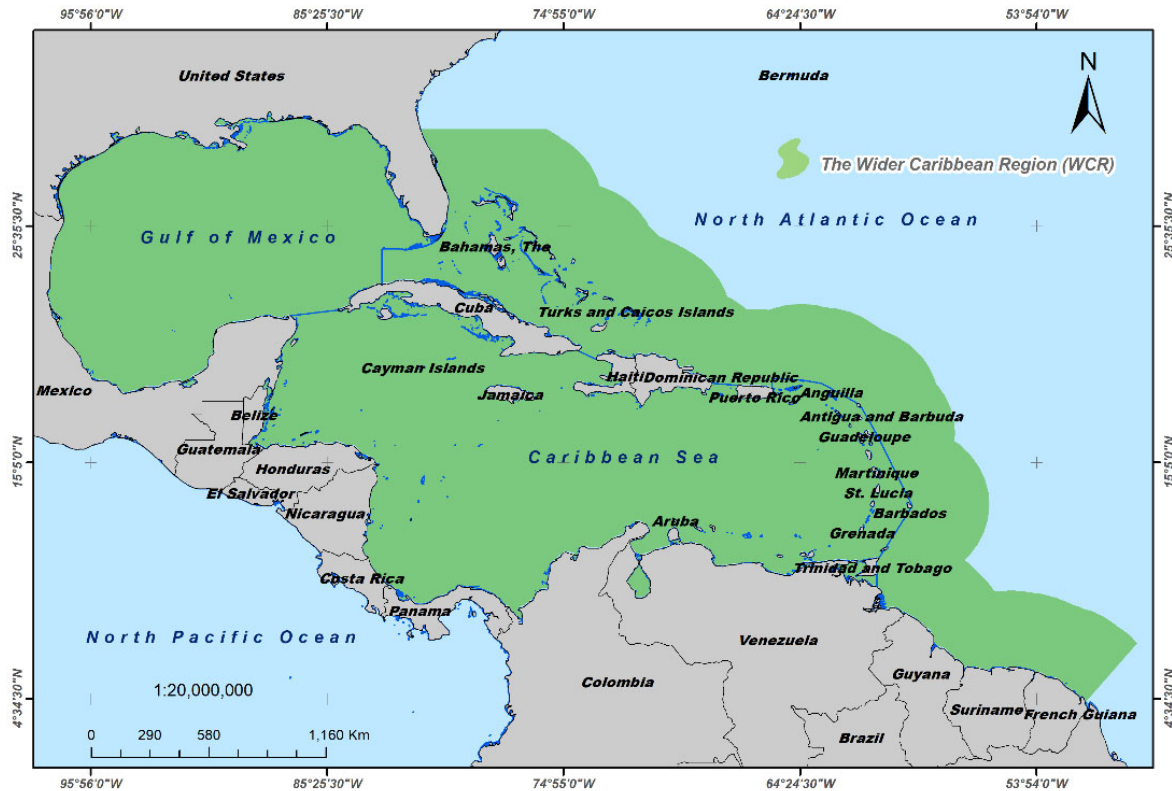 95°56'0"W 85°25'30"W 74°55'0"W 64°24'30"W 53°54'0"W
United States
Bermuda
N
The Wider Caribbean Region (WCR)
25°35'30"N
25°35'30"N
North Atlantic Ocean
Gulf of Mexico
Bahamas, The
Cuba
Turks and Caicos Islands
Cayman Islands
Haiti
Dominican Republic
Mexico
Jamaica
Puerto Rico
Anguilla
Belize
Antigua and Barbuda
Guadeloupe
Guatemala
15°5'0"N
Honduras
Caribbean Sea
15°5'0"N
Martinique
El Salvador
St. Lucia
Nicaragua
Aruba
Barbados
Grenada
Costa Rica
Trinidad and Tobago
Panama
North Pacific Ocean
Venezuela
Guyana
Colombia
1:20,000,000
4°34'30"N
4°34'30"N
Suriname
French Guiana
Brazil
0 290 580 1,160 Km
95°56'0"W 85°25'30"W 74°55'0"W 64°24'30"W 53°54'0"W